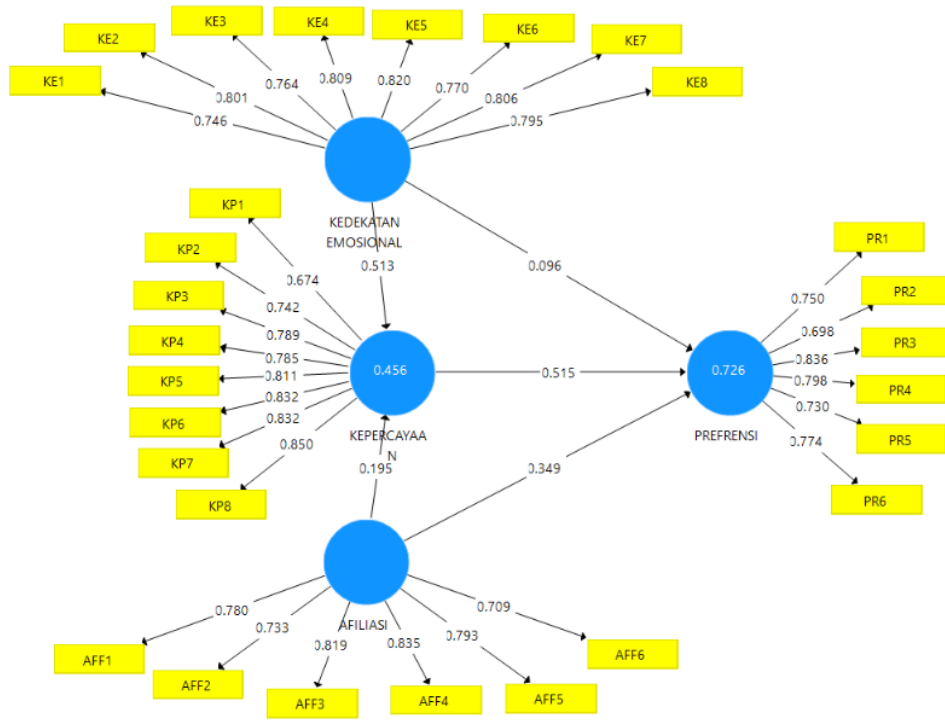 KE1
KE2
KE3
KE4
KE5
KE6
KE7
KE8
0.746
0.801
0.764
0.809
0.820
0.770
0.806
0.795
KEDEKATAN
EMOSIONAL
0.513
0.096
KP1
KP2
KP3
KP4
KP5
KP6
KP7
KP8
0.674
0.742
0.789
0.785
0.811
0.832
0.832
0.850
0.456
KEPERCAYAA
N
0.515
0.195
0.349
0.726
PREFRENSI
PR1
PR2
PR3
PR4
PR5
PR6
0.750
0.698
0.836
0.798
0.730
0.774
AFILIASI
0.780
0.733
0.819
0.835
0.793
0.709
AFF1
AFF2
AFF3
AFF4
AFF5
AFF6